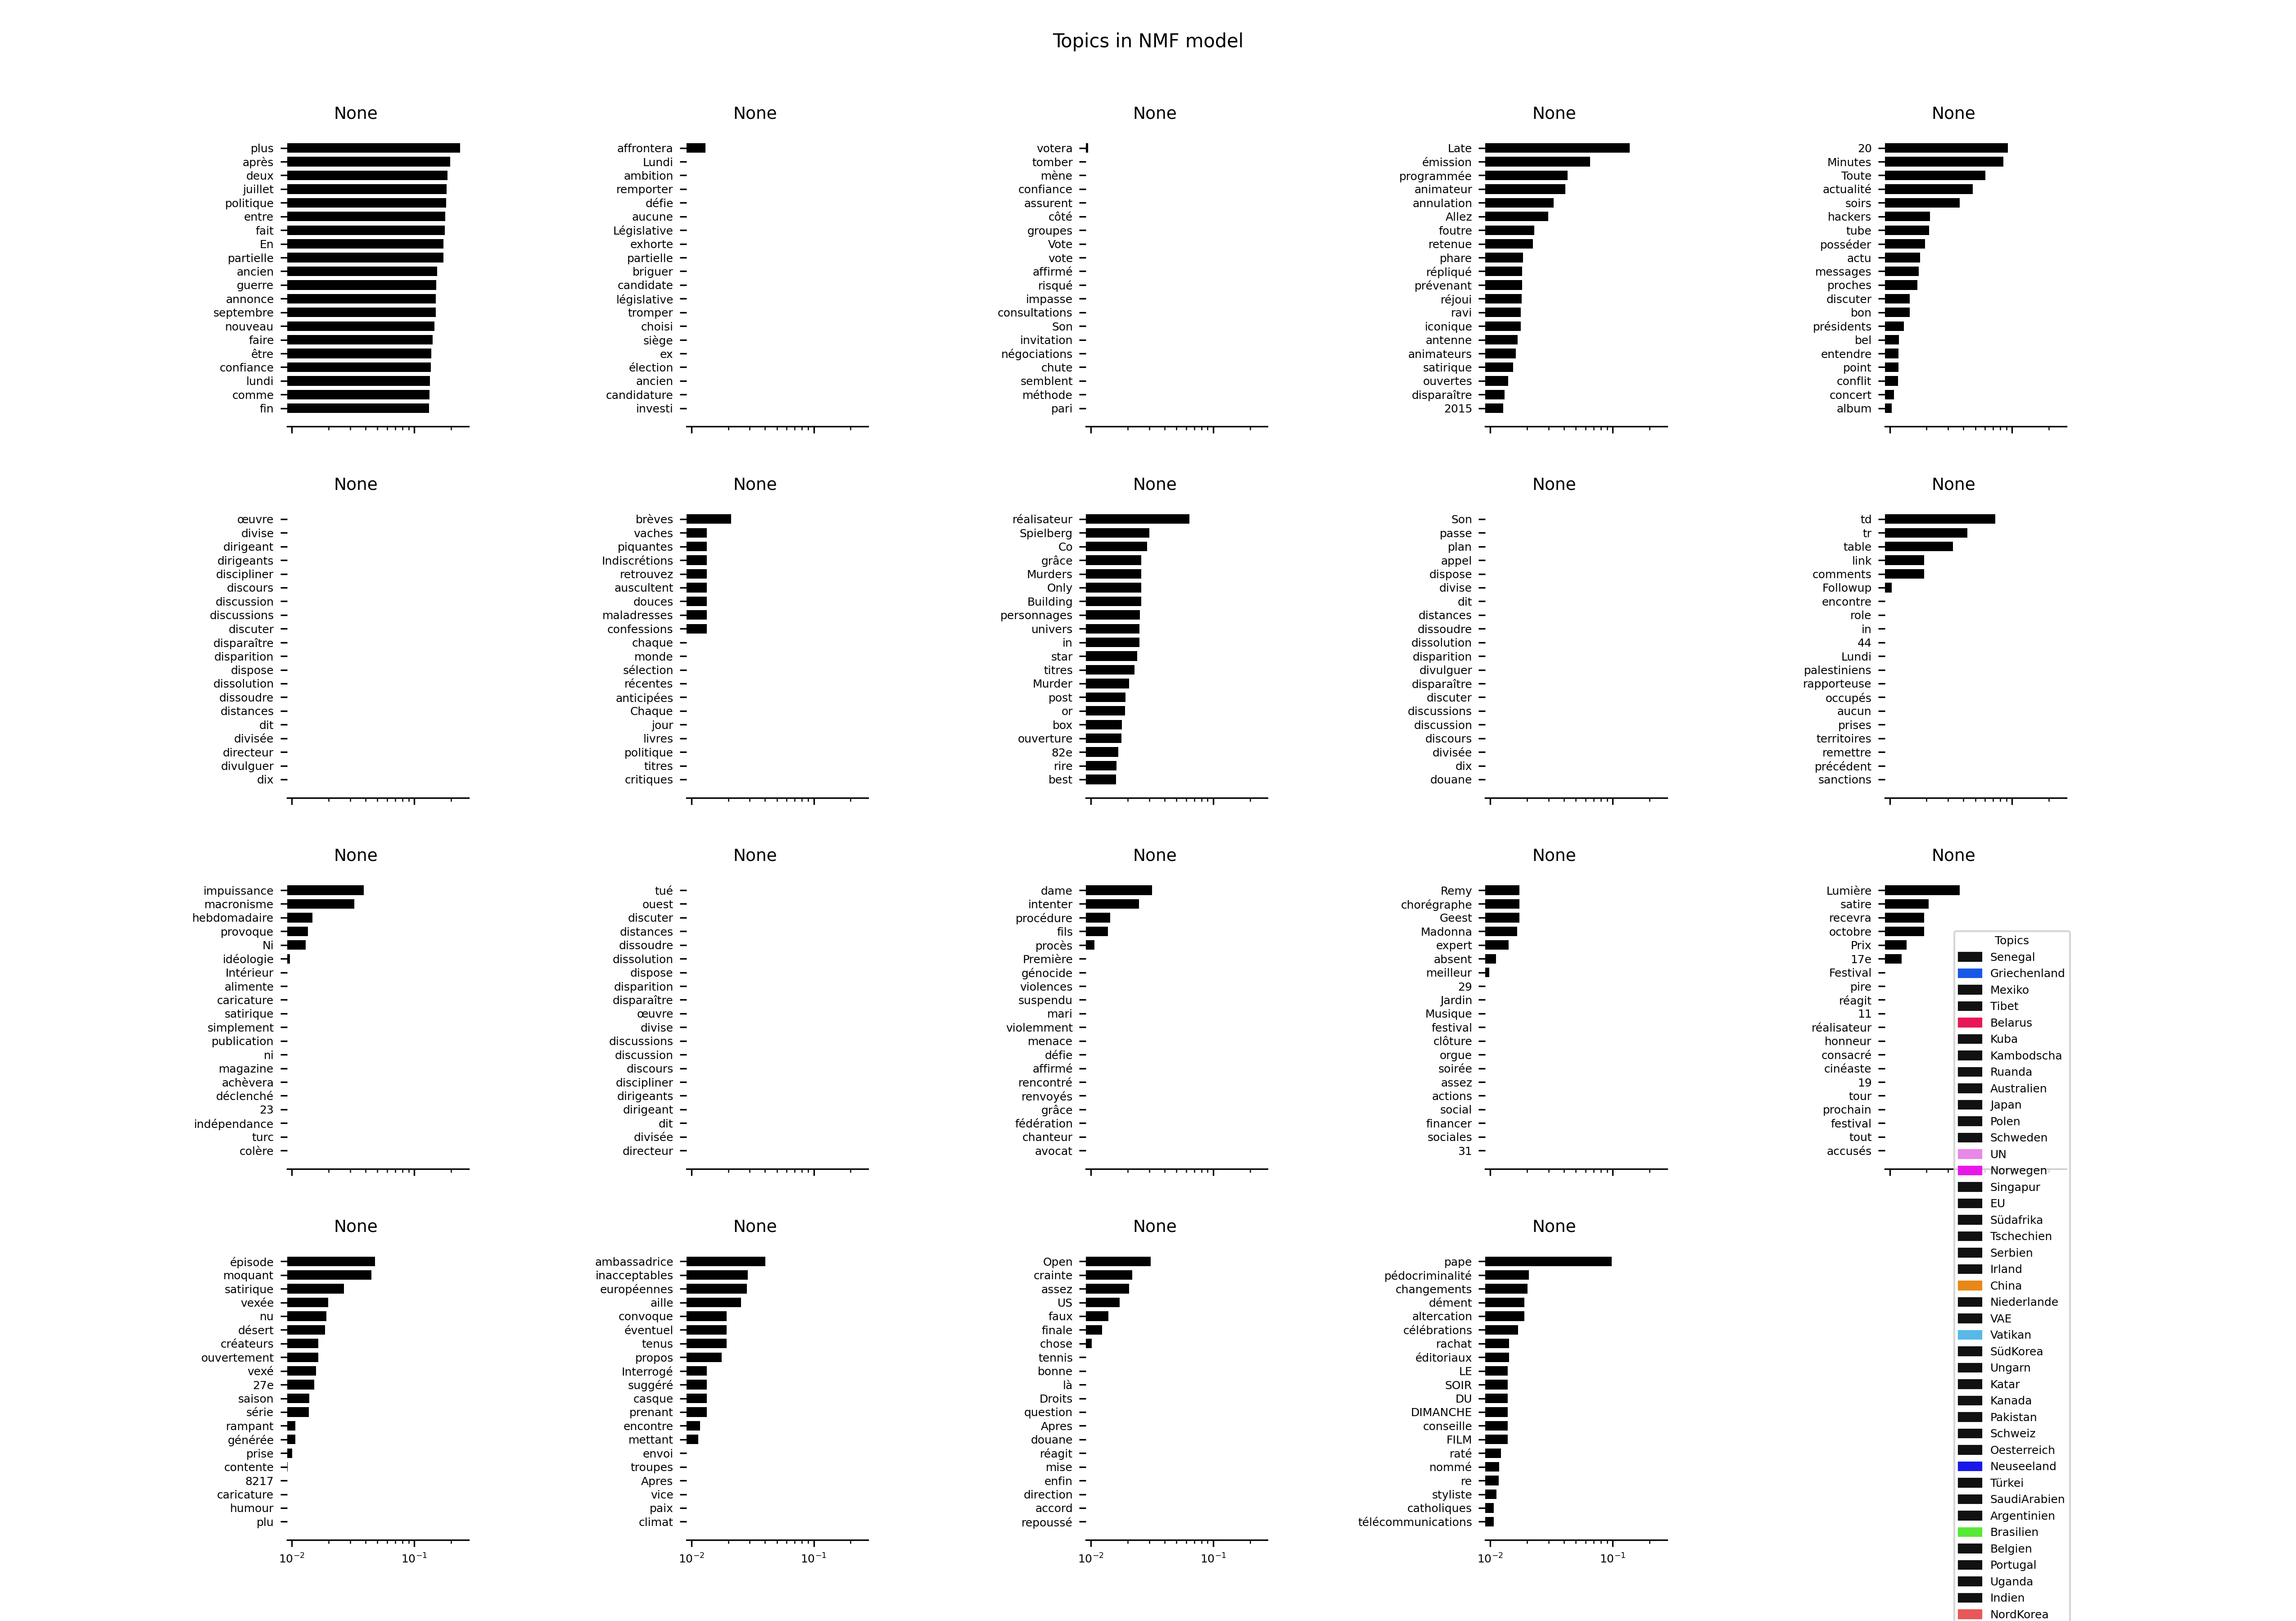 Topics in NMF model
None
plus
après
deux
juillet
politique
entre
fait
En
partielle
ancien
guerre
annonce
septembre
nouveau
faire
être
confiance
lundi
comme
fin
None
affrontera
Lundi
ambition
remporter
défie
aucune
Législative
exhorte
partielle
briguer
candidate
législative
tromper
choisi
siège
ex
élection
ancien
candidature
investi
None
votera
tomber
mène
confiance
assurent
côté
groupes
Vote
vote
affirmé
risqué
impasse
consultations
Son
invitation
négociations
chute
semblent
méthode
pari
None
Late
émission
programmée
animateur
annulation
Allez
foutre
retenue
phare
répliqué
prévenant
réjoui
ravi
iconique
antenne
animateurs
satirique
ouvertes
disparaître
2015
None
20
Minutes
Toute
actualité
soirs
hackers
tube
posséder
actu
messages
proches
discuter
bon
présidents
bel
entendre
point
conflit
concert
album
None
œuvre
divise
dirigeant
dirigeants
discipliner
discours
discussion
discussions
discuter
disparaître
disparition
dispose
dissolution
dissoudre
distances
dit
divisée
directeur
divulguer
dix
None
brèves
vaches
piquantes
Indiscrétions
retrouvez
auscultent
douces
maladresses
confessions
chaque
monde
sélection
récentes
anticipées
Chaque
jour
livres
politique
titres
critiques
None
réalisateur
Spielberg
Co
grâce
Murders
Only
Building
personnages
univers
in
star
titres
Murder
post
or
box
ouverture
82e
rire
best
None
Son
passe
plan
appel
dispose
divise
dit
distances
dissoudre
dissolution
disparition
divulguer
disparaître
discuter
discussions
discussion
discours
divisée
dix
douane
None
td
tr
table
link
comments
Followup
encontre
role
in
44
Lundi
palestiniens
rapporteuse
occupés
aucun
prises
territoires
remettre
précédent
sanctions
None
impuissance
macronisme
hebdomadaire
provoque
Ni
idéologie
Intérieur
alimente
caricature
satirique
simplement
publication
ni
magazine
achèvera
déclenché
23
indépendance
turc
colère
None
tué
ouest
discuter
distances
dissoudre
dissolution
dispose
disparition
disparaître
œuvre
divise
discussions
discussion
discours
discipliner
dirigeants
dirigeant
dit
divisée
directeur
None
dame
intenter
procédure
fils
procès
Première
génocide
violences
suspendu
mari
violemment
menace
défie
affirmé
rencontré
renvoyés
grâce
fédération
chanteur
avocat
None
Remy
chorégraphe
Geest
Madonna
expert
absent
meilleur
29
Jardin
Musique
festival
clôture
orgue
soirée
assez
actions
social
financer
sociales
31
None
Lumière
satire
recevra
octobre
Prix
17e
Festival
pire
réagit
11
réalisateur
honneur
consacré
cinéaste
19
tour
prochain
festival
tout
accusés
None
épisode
moquant
satirique
vexée
nu
désert
créateurs
ouvertement
vexé
27e
saison
série
rampant
générée
prise
contente
8217
caricature
humour
plu
10⁻² 10⁻¹
None
ambassadrice
inacceptables
européennes
aille
convoque
éventuel
tenus
propos
Interrogé
suggéré
casque
prenant
encontre
mettant
envoi
troupes
Apres
vice
paix
climat
10⁻² 10⁻¹
None
Open
crainte
assez
US
faux
finale
chose
tennis
bonne
là
Droits
question
Apres
douane
réagit
mise
enfin
direction
accord
repoussé
10⁻² 10⁻¹
None
pape
pédocriminalité
changements
dément
altercation
célébrations
rachat
éditoriaux
LE
SOIR
DU
DIMANCHE
conseille
FILM
raté
nommé
re
styliste
catholiques
télécommunications
10⁻² 10⁻¹
Topics
Senegal
Griechenland
Mexiko
Tibet
Belarus
Kuba
Kambodscha
Ruanda
Australien
Japan
Polen
Schweden
UN
Norwegen
Singapur
EU
Südafrika
Tschechien
Serbien
Irland
China
Niederlande
VAE
Vatikan
SüdKorea
Ungarn
Katar
Kanada
Pakistan
Schweiz
Oesterreich
Neuseeland
Türkei
SaudiArabien
Argentinien
Brasilien
Belgien
Portugal
Uganda
Indien
NordKorea